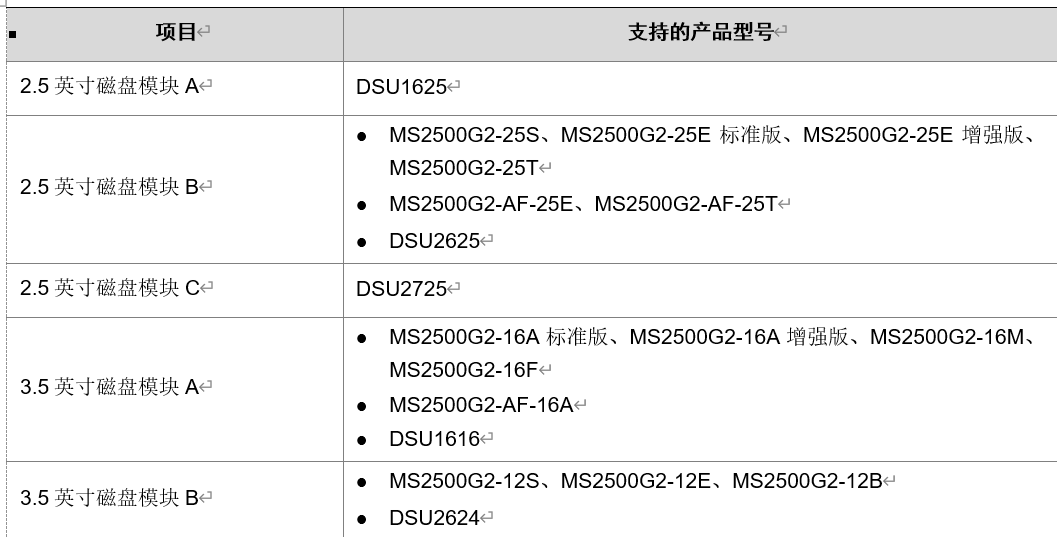 项目
支持的产品型号
2.5 英寸磁盘模块 A
DSU1625
2.5 英寸磁盘模块 B
● MS2500G2-25S、MS2500G2-25E 标准版、MS2500G2-25E 增强版、
MS2500G2-25T
● MS2500G2-AF-25E、MS2500G2-AF-25T
● DSU2625
2.5 英寸磁盘模块 C
DSU2725
3.5 英寸磁盘模块 A
● MS2500G2-16A 标准版、MS2500G2-16A 增强版、MS2500G2-16M、
MS2500G2-16F
● MS2500G2-AF-16A
● DSU1616
3.5 英寸磁盘模块 B
● MS2500G2-12S、MS2500G2-12E、MS2500G2-12B
● DSU2624